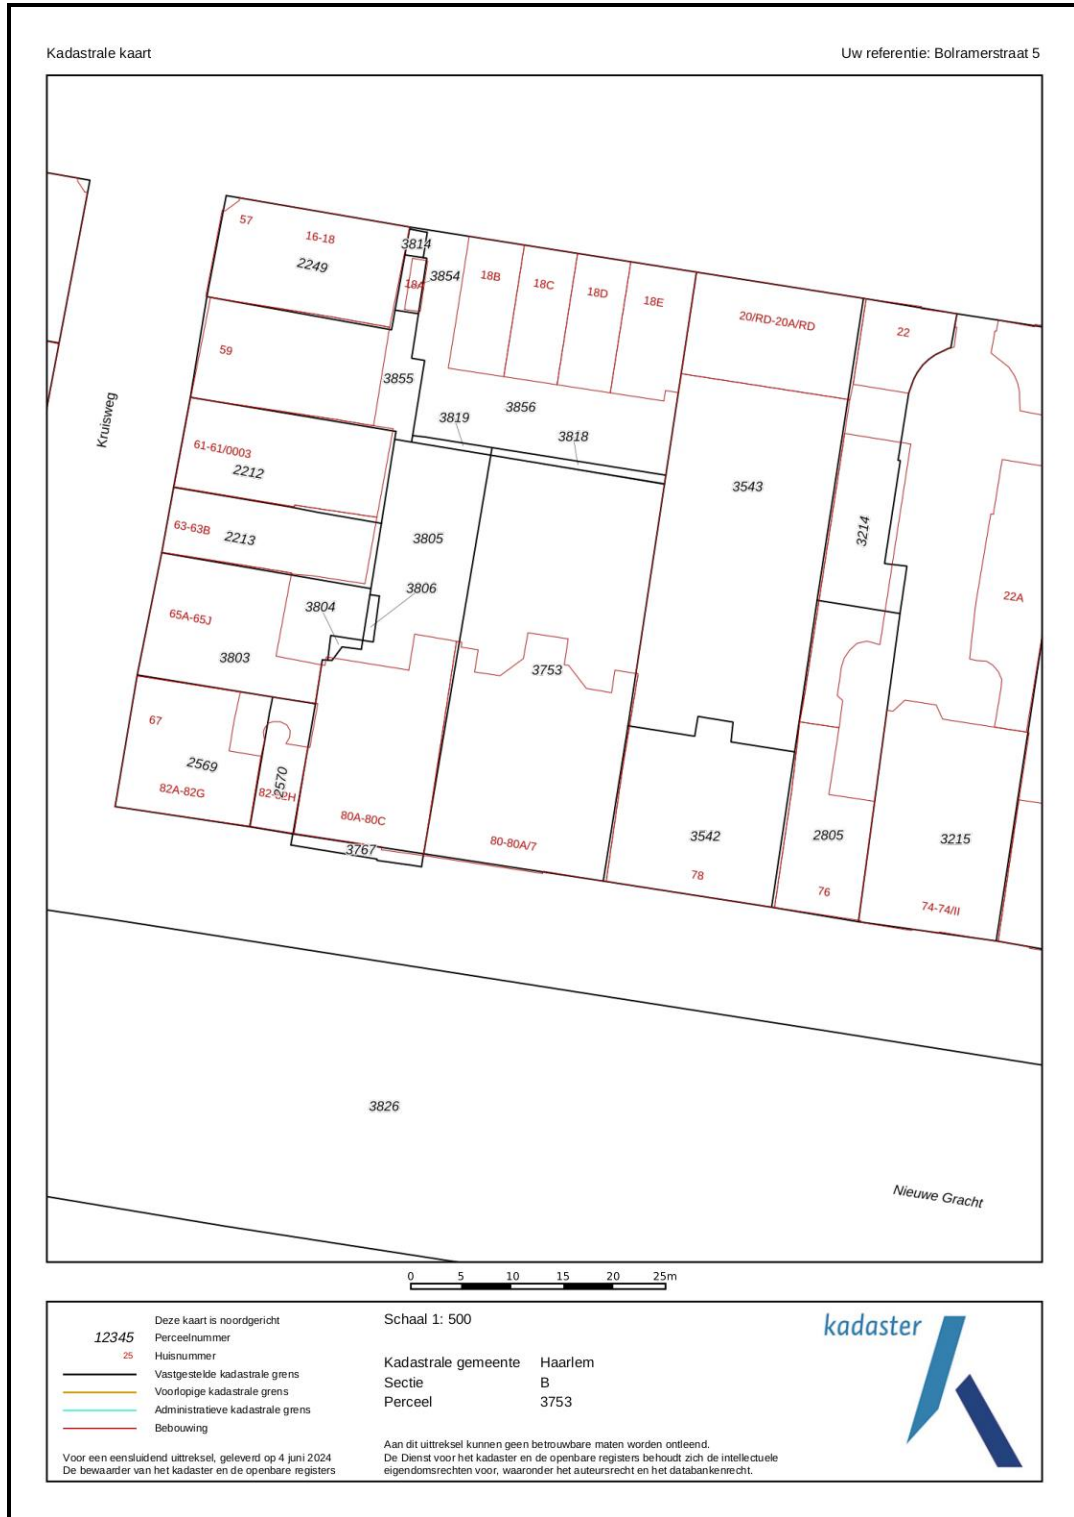 Kadastrale kaart
Uw referentie: Bolramerstraat 5
57
16-18
2249
3814
18A
3854
18B
18C
18D
18E
20/RD-20A/RD
22
59
3855
3856
3819
3818
Kruisweg
61-61/0003
2212
3543
3214
63-63B
2213
3805
3806
3804
22A
65A-65J
3803
3753
67
2569
2570
82A-82G
82-82H
80A-80C
3767
80-80A/7
3542
78
2805
76
3215
74-74/II
3826
Nieuwe Gracht
0 5 10 15 20 25m
Deze kaart is noordgericht
12345 Perceelnummer
25 Huisnummer
Vastgestelde kadastrale grens
Voorlopige kadastrale grens
Administratieve kadastrale grens
Bebouwing
Voor een eensluidend uittreksel, geleverd op 4 juni 2024
De bewaarder van het kadaster en de openbare registers
Schaal 1: 500
Kadastrale gemeente Haarlem
Sectie B
Perceel 3753
Aan dit uittreksel kunnen geen betrouwbare maten worden ontleend.
De Dienst voor het kadaster en de openbare registers behoudt zich de intellectuele
eigendomsrechten voor, waaronder het auteursrecht en het databankenrecht.
kadaster